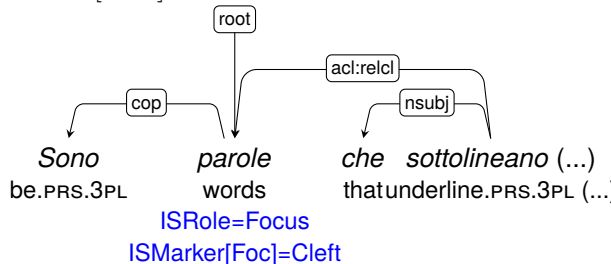 root
acl:relcl
cop
nsubj
Sono parole che sottolineano (...)
be.PRS.3PL words that underline.PRS.3PL (...)
ISRole=Focus
ISMarker[Foc]=Cleft